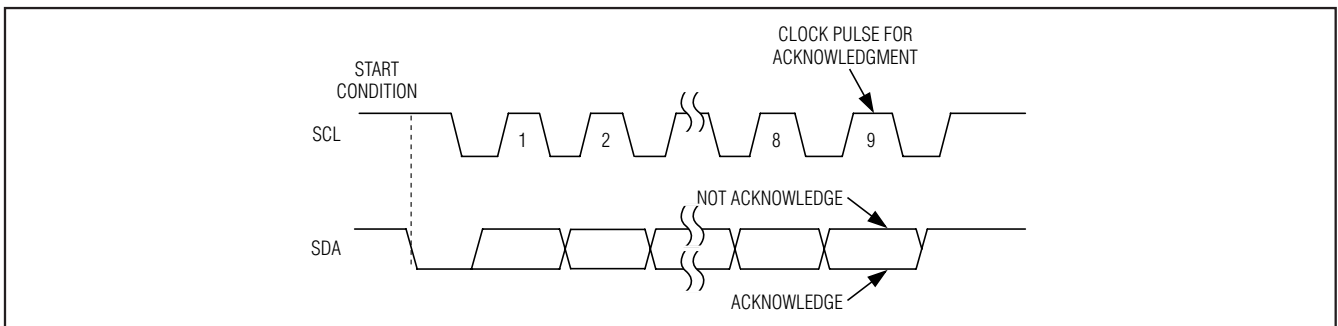 CLOCK PULSE FOR
ACKNOWLEDGMENT
START
CONDITION
SCL
1
2
8
9
NOT ACKNOWLEDGE
SDA
ACKNOWLEDGE